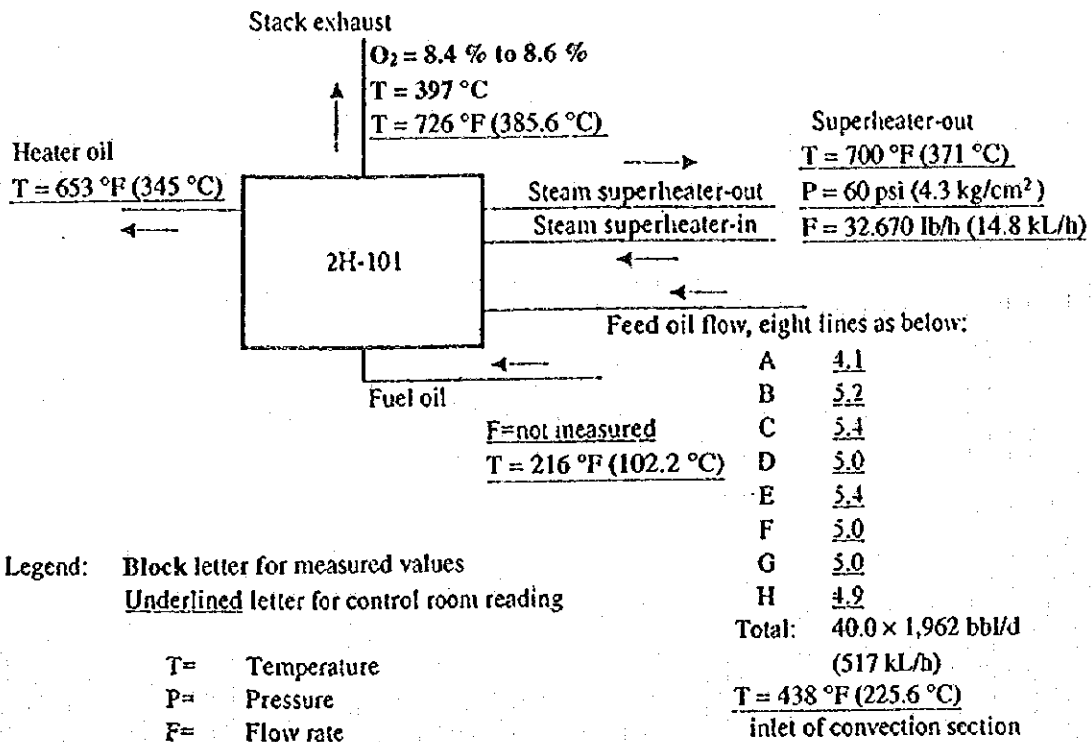 Stack exhaust
O₂ = 8.4 % to 8.6 %
T = 397 °C
T = 726 °F (385.6 °C)
Heater oil
T = 653 °F (345 °C)
Superheater-out
T = 700 °F (371 °C)
Steam superheater-out
P = 60 psi (4.3 kg/cm²)
Steam superheater-in
F = 32.670 lb/h (14.8 kL/h)
2H-101
Feed oil flow, eight lines as below:
A 4.1
B 5.2
C 5.4
D 5.0
E 5.4
F 5.0
G 5.0
H 4.9
Total: 40.0 × 1,962 bbl/d
(517 kL/h)
T = 438 °F (225.6 °C)
inlet of convection section
Fuel oil
F=not measured
T = 216 °F (102.2 °C)
Legend: Block letter for measured values
Underlined letter for control room reading
T= Temperature
P= Pressure
F= Flow rate